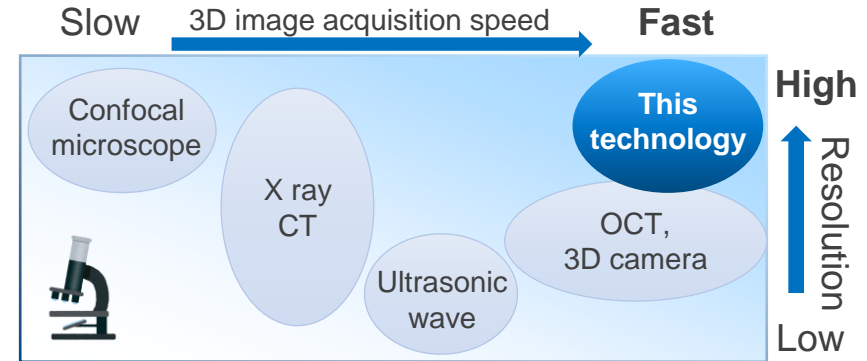 Slow
3D image acquisition speed
Fast
High
Confocal
microscope
This
technology
X ray
CT
Resolution
OCT,
3D camera
Ultrasonic
wave
Low